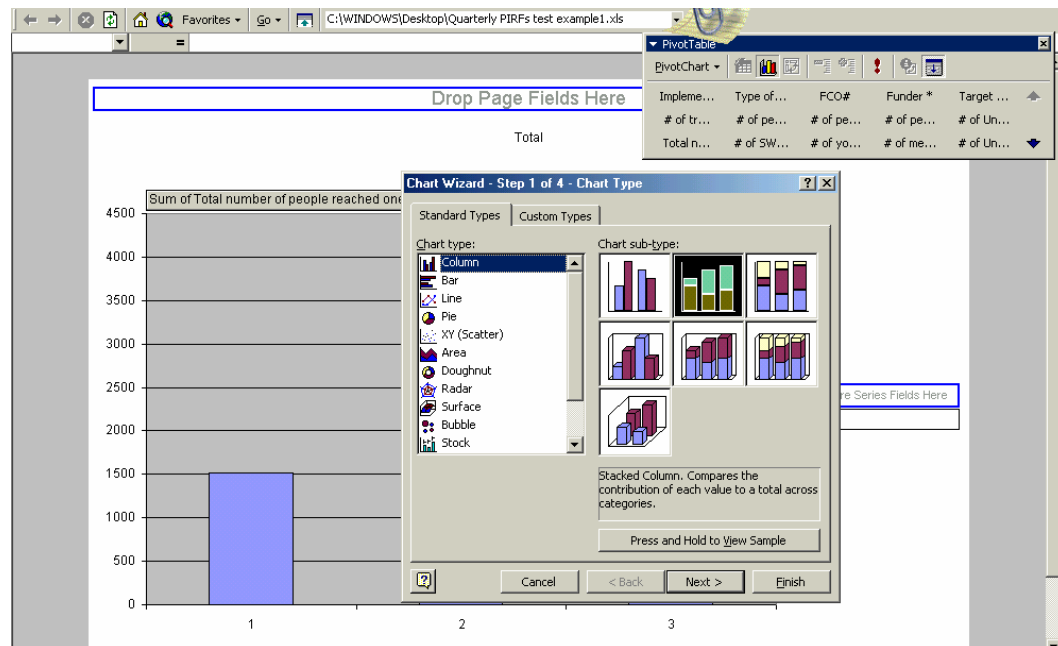 Favorites Go C:\WINDOWS\Desktop\Quarterly PIRFs test example1.xls
=
PivotTable
PivotChart
Impleme... Type of... FCO# Funder * Target ...
# of tr... # of pe... # of pe... # of pe... # of Un...
Total n... # of SW... # of yo... # of me... # of Un...
Drop Page Fields Here
Total
Sum of Total number of people reached one
4500
4000
3500
3000
2500
2000
1500
1000
500
0
1 2 3
re Series Fields Here
Chart Wizard - Step 1 of 4 - Chart Type
Standard Types Custom Types
Chart type:
Column
Bar
Line
Pie
XY (Scatter)
Area
Doughnut
Radar
Surface
Bubble
Stock
Chart sub-type:
Stacked Column. Compares the
contribution of each value to a total across
categories.
Press and Hold to View Sample
Cancel < Back Next > Finish